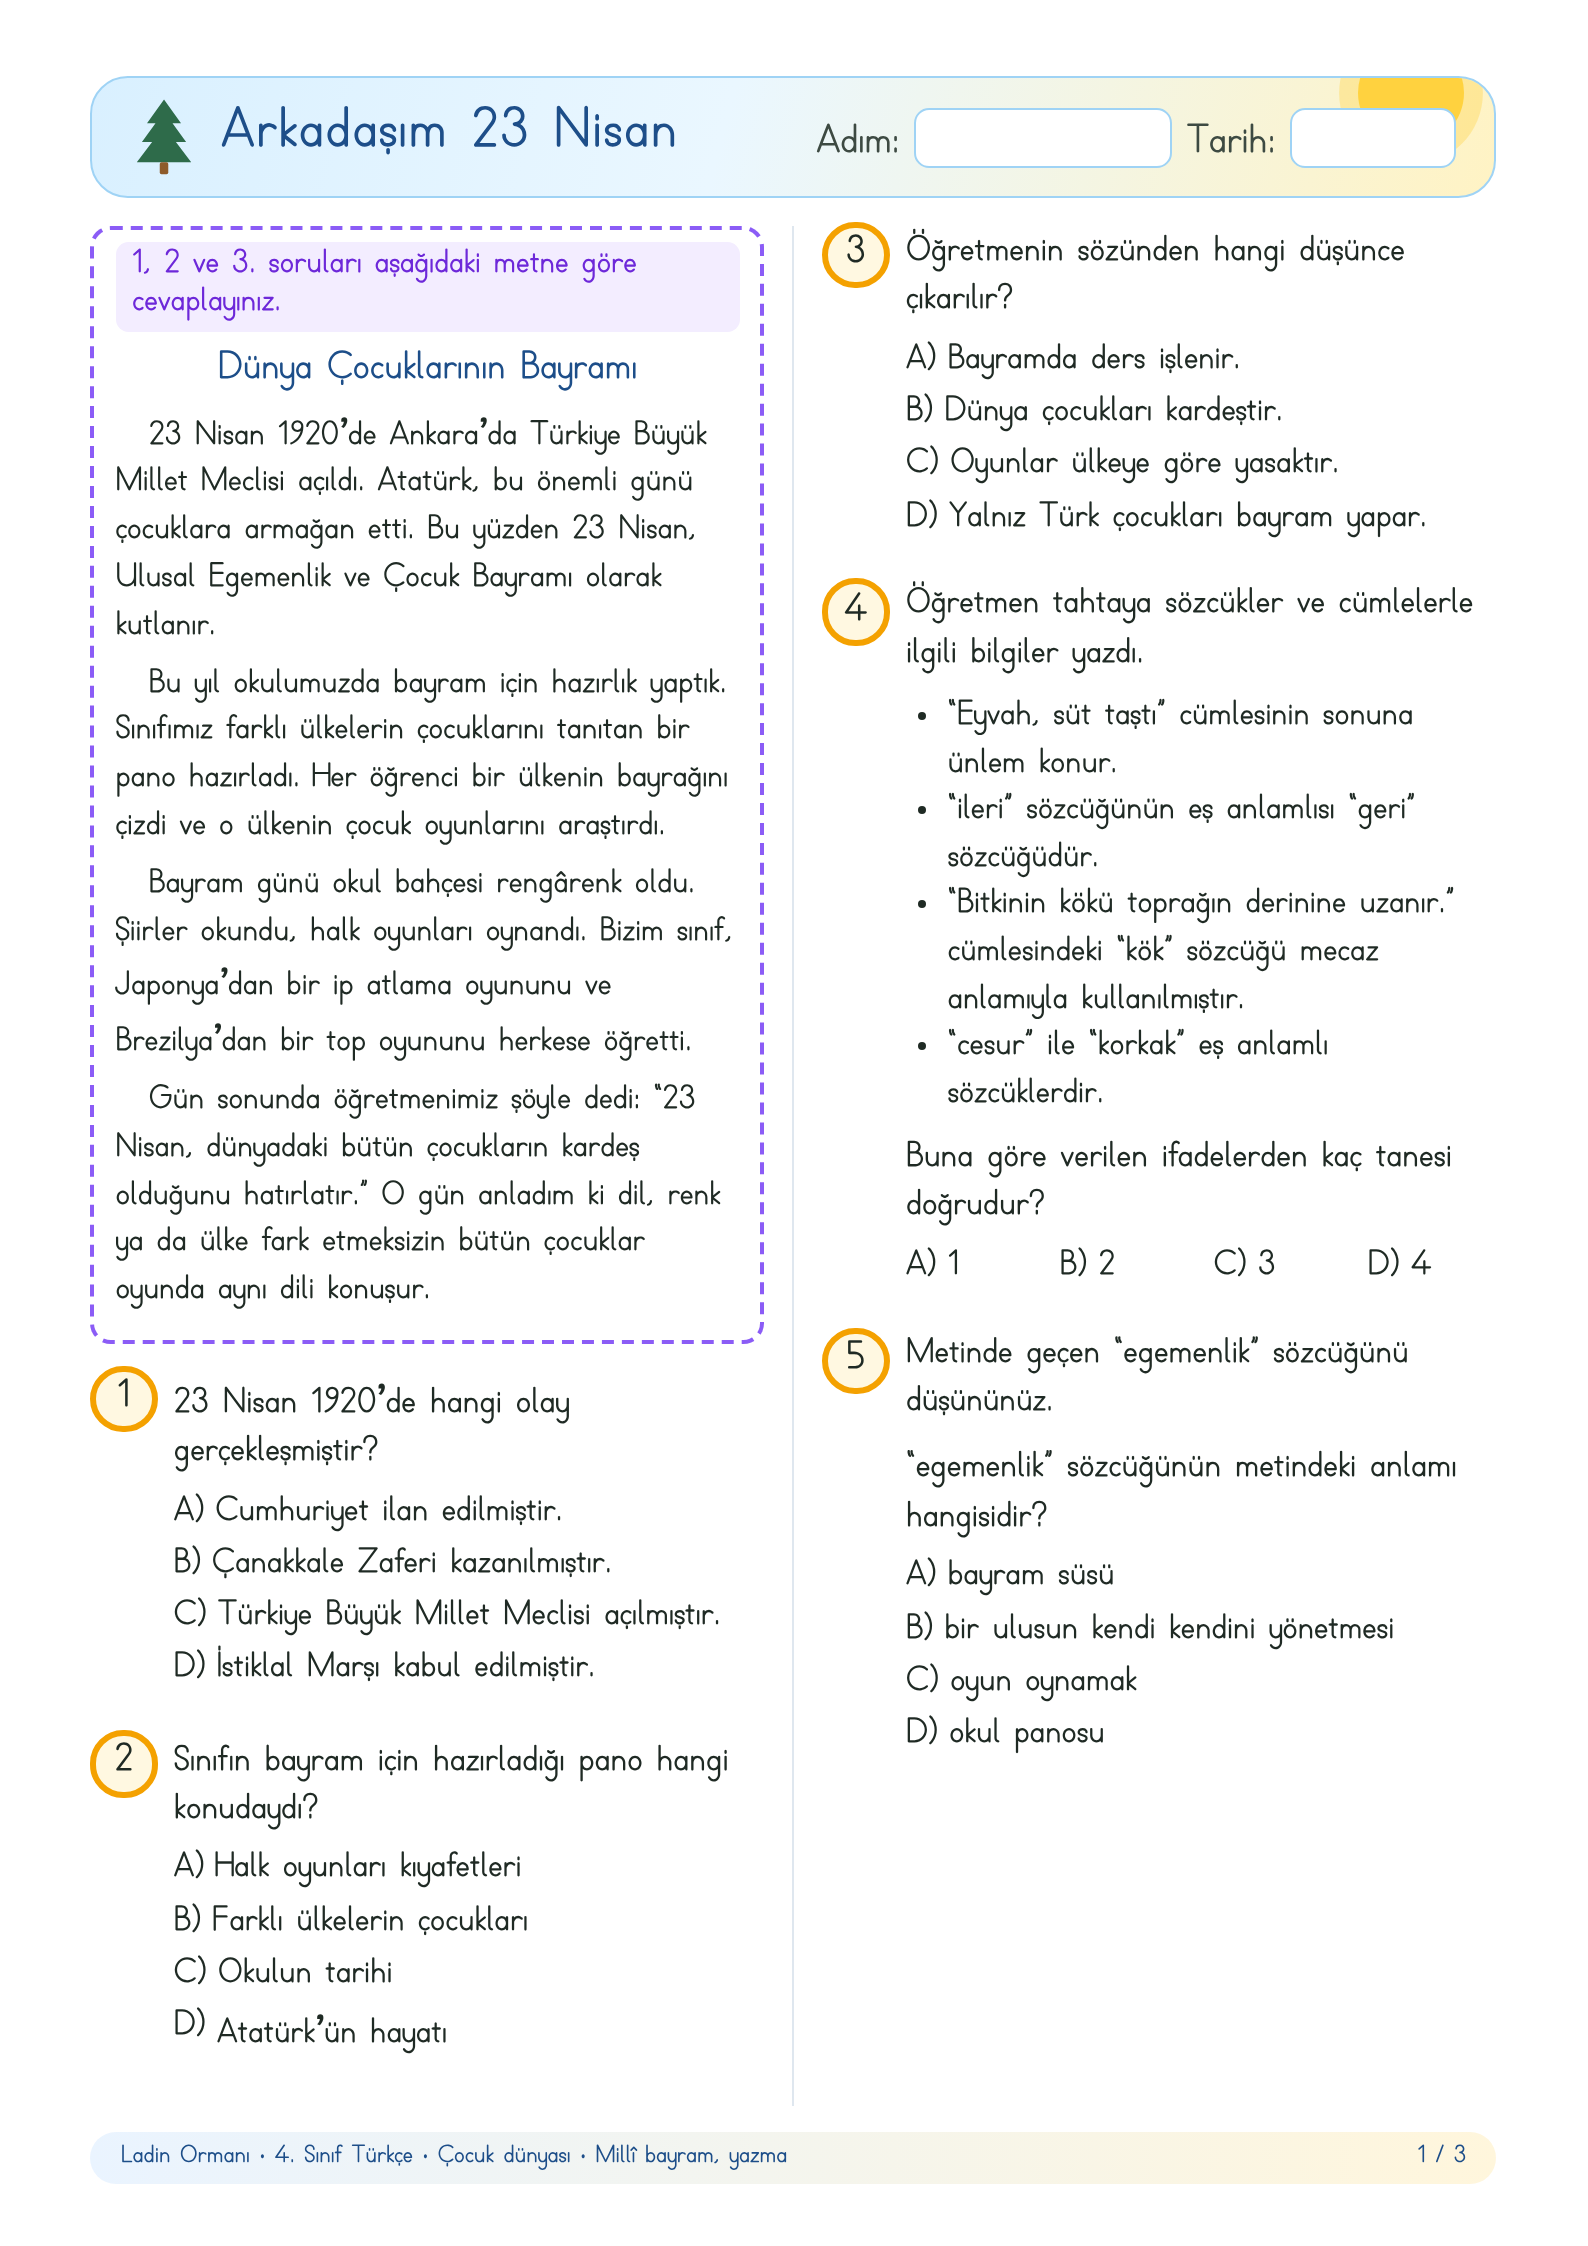 Arkadaşım 23 Nisan
Adım:
Tarih:
1, 2 ve 3. soruları aşağıdaki metne göre
cevaplayınız.
Dünya Çocuklarının Bayramı
23 Nisan 1920’de Ankara’da Türkiye Büyük
Millet Meclisi açıldı. Atatürk, bu önemli günü
çocuklara armağan etti. Bu yüzden 23 Nisan,
Ulusal Egemenlik ve Çocuk Bayramı olarak
kutlanır.
Bu yıl okulumuzda bayram için hazırlık yaptık.
Sınıfımız farklı ülkelerin çocuklarını tanıtan bir
pano hazırladı. Her öğrenci bir ülkenin bayrağını
çizdi ve o ülkenin çocuk oyunlarını araştırdı.
Bayram günü okul bahçesi rengârenk oldu.
Şiirler okundu, halk oyunları oynandı. Bizim sınıf,
Japonya’dan bir ip atlama oyununu ve
Brezilya’dan bir top oyununu herkese öğretti.
Gün sonunda öğretmenimiz şöyle dedi: “23
Nisan, dünyadaki bütün çocukların kardeş
olduğunu hatırlatır.” O gün anladım ki dil, renk
ya da ülke fark etmeksizin bütün çocuklar
oyunda aynı dili konuşur.
1
23 Nisan 1920’de hangi olay
gerçekleşmiştir?
A) Cumhuriyet ilan edilmiştir.
B) Çanakkale Zaferi kazanılmıştır.
C) Türkiye Büyük Millet Meclisi açılmıştır.
D) İstiklal Marşı kabul edilmiştir.
2
Sınıfın bayram için hazırladığı pano hangi
konudaydı?
A) Halk oyunları kıyafetleri
B) Farklı ülkelerin çocukları
C) Okulun tarihi
D) Atatürk’ün hayatı
3
Öğretmenin sözünden hangi düşünce
çıkarılır?
A) Bayramda ders işlenir.
B) Dünya çocukları kardeştir.
C) Oyunlar ülkeye göre yasaktır.
D) Yalnız Türk çocukları bayram yapar.
4
Öğretmen tahtaya sözcükler ve cümlelerle
ilgili bilgiler yazdı.
• “Eyvah, süt taştı” cümlesinin sonuna
ünlem konur.
• “ileri” sözcüğünün eş anlamlısı “geri”
sözcüğüdür.
• “Bitkinin kökü toprağın derinine uzanır.”
cümlesindeki “kök” sözcüğü mecaz
anlamıyla kullanılmıştır.
• “cesur” ile “korkak” eş anlamlı
sözcüklerdir.
Buna göre verilen ifadelerden kaç tanesi
doğrudur?
A) 1 B) 2 C) 3 D) 4
5
Metinde geçen “egemenlik” sözcüğünü
düşününüz.
“egemenlik” sözcüğünün metindeki anlamı
hangisidir?
A) bayram süsü
B) bir ulusun kendi kendini yönetmesi
C) oyun oynamak
D) okul panosu
Ladin Ormanı • 4. Sınıf Türkçe • Çocuk dünyası • Millî bayram, yazma
1 / 3